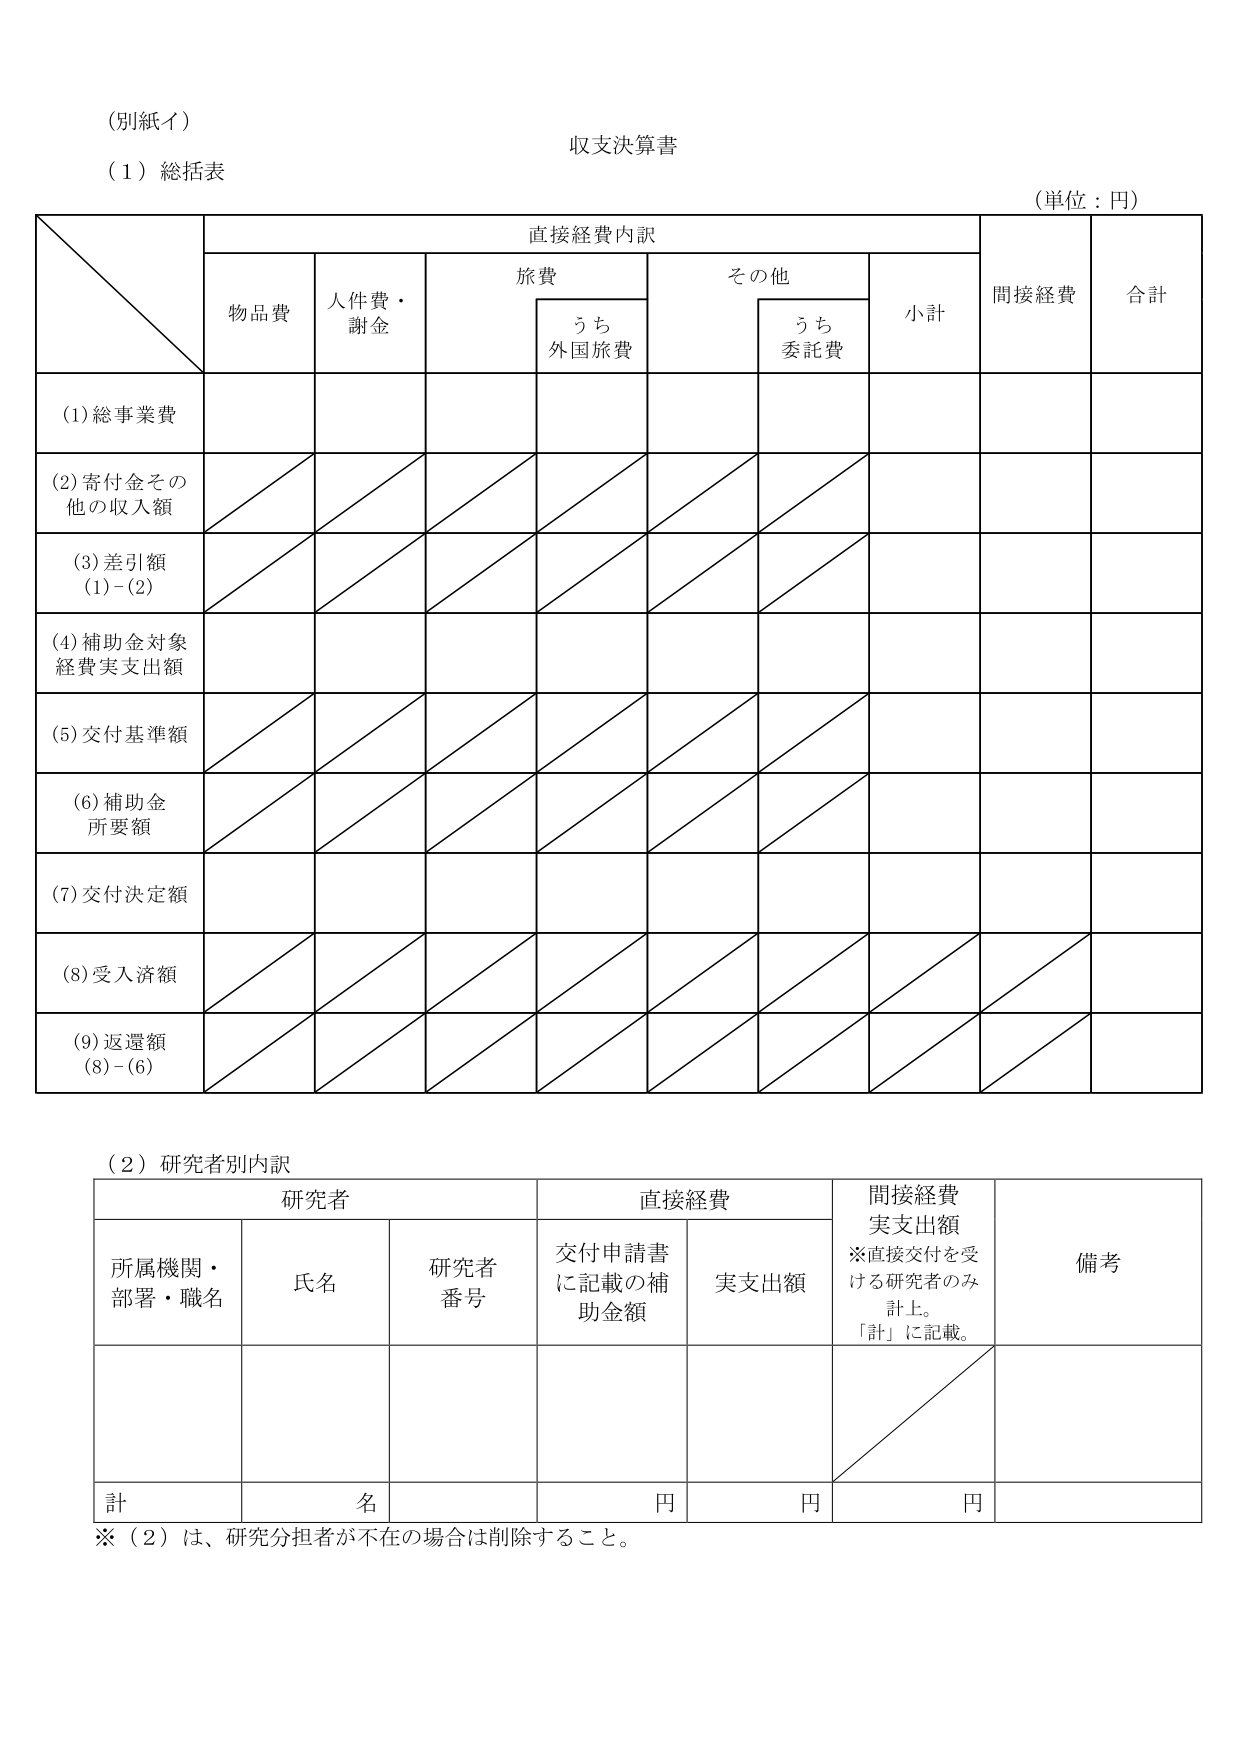 （別紙イ）
収支決算書
（１）総括表
（単位：円）
直接経費内訳
間接経費
合計
物品費
人件費・
謝金
旅費
うち
外国旅費
その他
うち
委託費
小計
(1)総事業費
(2)寄付金その
他の収入額
(3)差引額
(1)−(2)
(4)補助金対象
経費実支出額
(5)交付基準額
(6)補助金
所要額
(7)交付決定額
(8)受入済額
(9)返還額
(8)−(6)
（２）研究者別内訳
研究者
直接経費
間接経費
実支出額
※直接交付を受
ける研究者のみ
計上。
「計」に記載。
備考
所属機関・
部署・職名
氏名
研究者
番号
交付申請書
に記載の補
助金額
実支出額
計 名 円 円 円
※（２）は、研究分担者が不在の場合は削除すること。